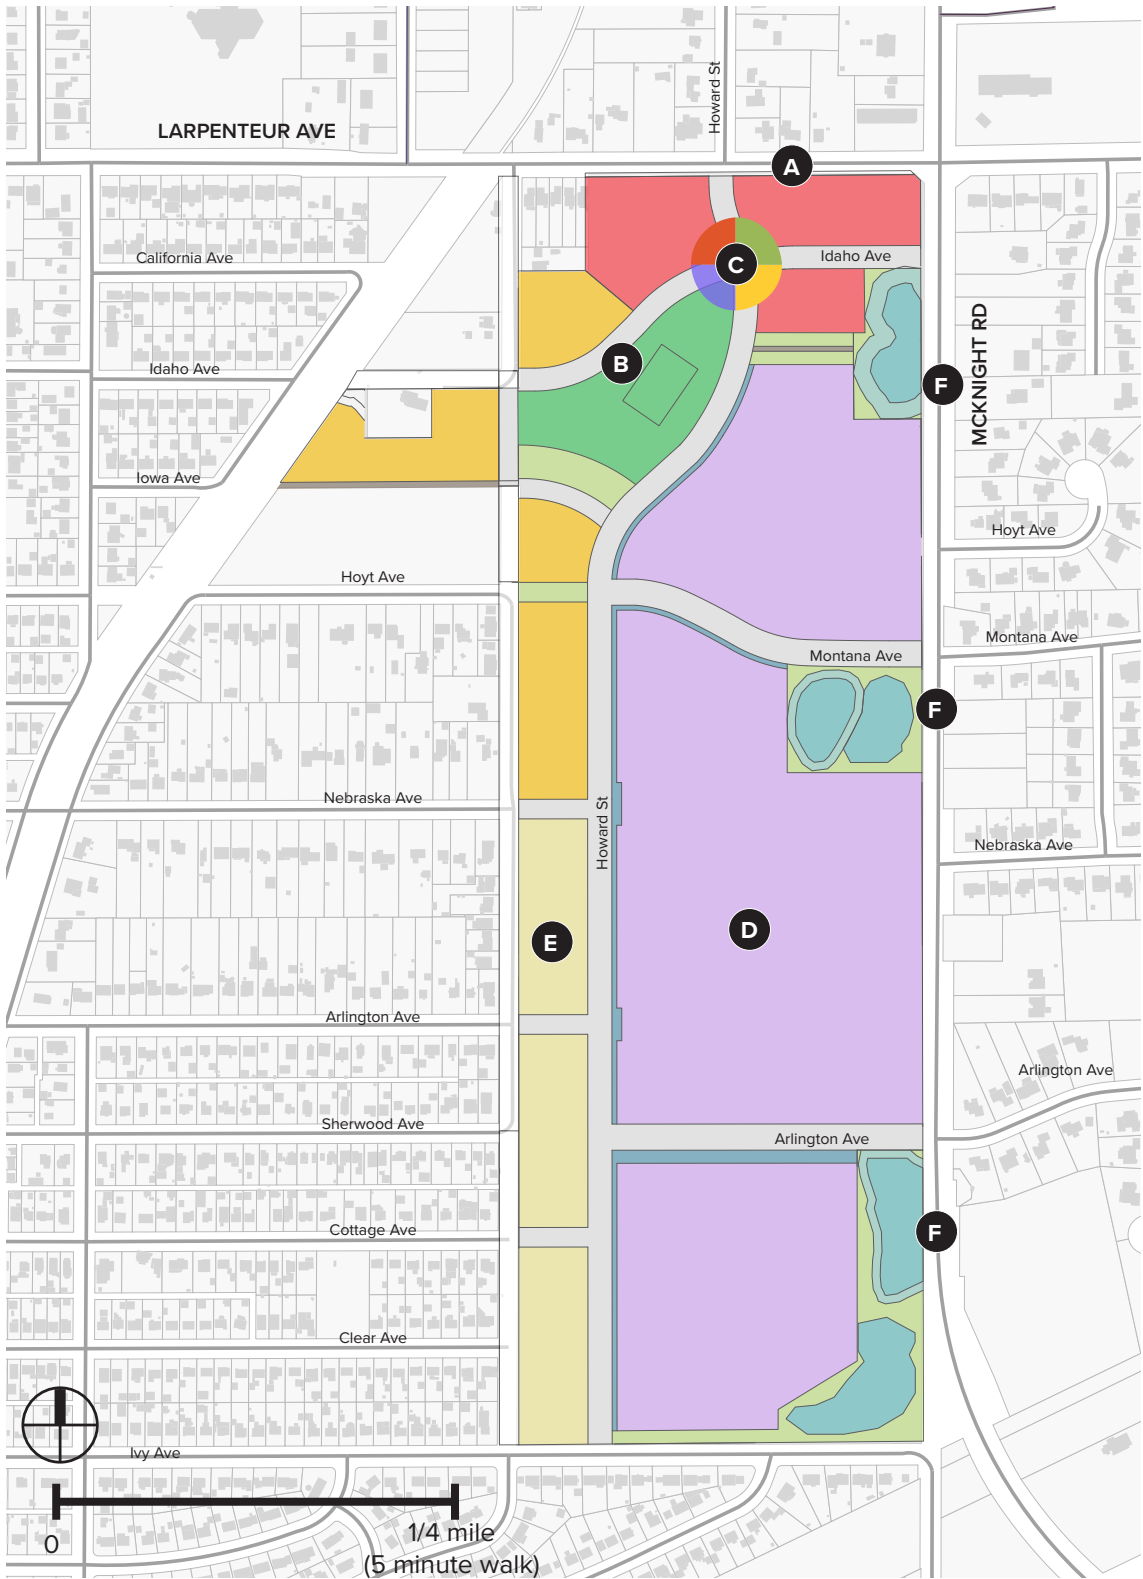 Howard St
LARPENTEUR AVE
A
California Ave
Idaho Ave
C
Idaho Ave
B
F
MCKNIGHT RD
Iowa Ave
Hoyt Ave
Hoyt Ave
Montana Ave
Montana Ave
F
Nebraska Ave
Howard St
Nebraska Ave
E
D
Arlington Ave
Arlington Ave
Sherwood Ave
Arlington Ave
Cottage Ave
F
Clear Ave
Ivy Ave
0
1/4 mile
(5 minute walk)